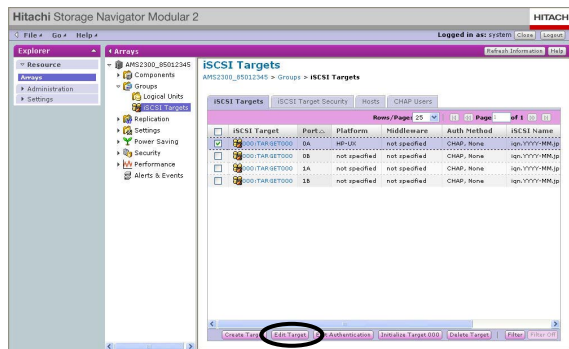 Hitachi Storage Navigator Modular 2
HITACHI
File Go Help
Logged in as: system Close Logout
Explorer
Arrays
Refresh Information Help
Resource
Arrays
Administration
Settings
AMS2300_85012345
Components
Groups
Logical Units
iSCSI Targets
Replication
Settings
Power Saving
Security
Performance
Alerts & Events
iSCSI Targets
AMS2300_85012345 > Groups > iSCSI Targets
iSCSI Targets iSCSI Target Security Hosts CHAP Users
Rows/Page: 25 Page 1 of 1
iSCSI Target Port Platform Middleware Auth Method iSCSI Name
000:TARGET000 0A HP-UX not specified CHAP, None iqn.YYYY-MM.jp
000:TARGET000 0B not specified not specified CHAP, None iqn.YYYY-MM.jp
000:TARGET000 1A not specified not specified CHAP, None iqn.YYYY-MM.jp
000:TARGET000 1B not specified not specified CHAP, None iqn.YYYY-MM.jp
Create Edit Target Authentication Initialize Target 000 Delete Target Filter Filter Off